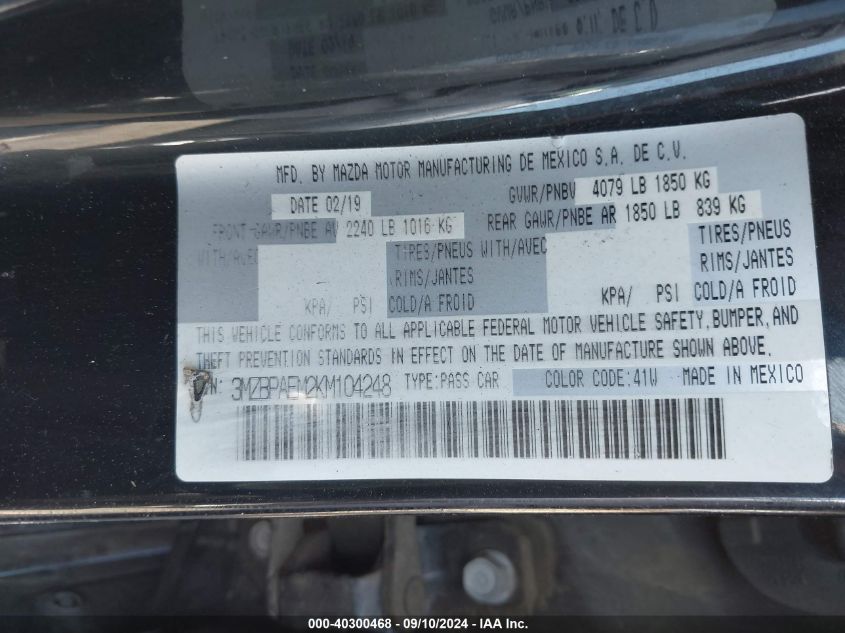 MFD. BY MAZDA MOTOR MANUFACTURING DE MEXICO S.A. DE C.V.
DATE 02/19 GVWR/PNBV 4079 LB 1850 KG
FRONT GAWR/PNBE AV 2240 LB 1016 KG REAR GAWR/PNBE AR 1850 LB 839 KG
WITH/AVEC TIRES/PNEUS WITH/AVEC TIRES/PNEUS
RIMS/JANTES RIMS/JANTES
KPA/ PSI COLD/A FROID KPA/ PSI COLD/A FROID
THIS VEHICLE CONFORMS TO ALL APPLICABLE FEDERAL MOTOR VEHICLE SAFETY, BUMPER, AND
THEFT PREVENTION STANDARDS IN EFFECT ON THE DATE OF MANUFACTURE SHOWN ABOVE.
3MZBPAEM2KM104248 TYPE:PASS CAR COLOR CODE:41W MADE IN MEXICO
000-40300468 - 09/10/2024 - IAA Inc.